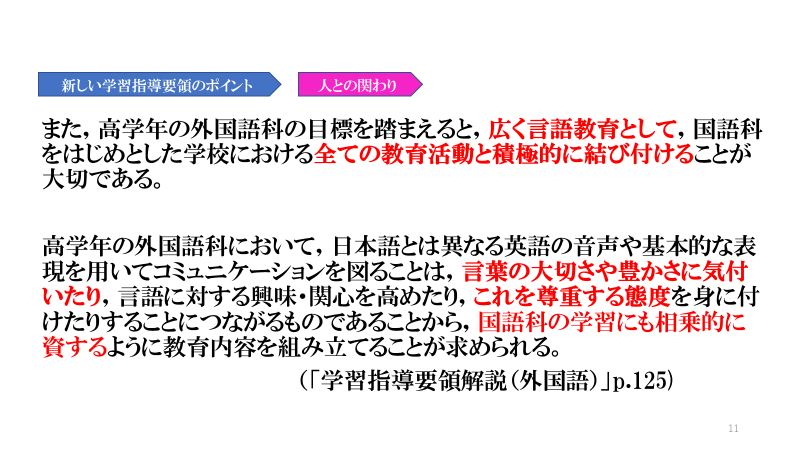 新しい学習指導要領のポイント
人との関わり
また，高学年の外国語科の目標を踏まえると，広く言語教育として，国語科
をはじめとした学校における全ての教育活動と積極的に結び付けることが
大切である。
高学年の外国語科において，日本語とは異なる英語の音声や基本的な表
現を用いてコミュニケーションを図ることは，言葉の大切さや豊かさに気付
いたり，言語に対する興味・関心を高めたり，これを尊重する態度を身に付
けたりすることにつながるものであることから，国語科の学習にも相乗的に
資するように教育内容を組み立てることが求められる。
（「学習指導要領解説（外国語）」p.125）
11